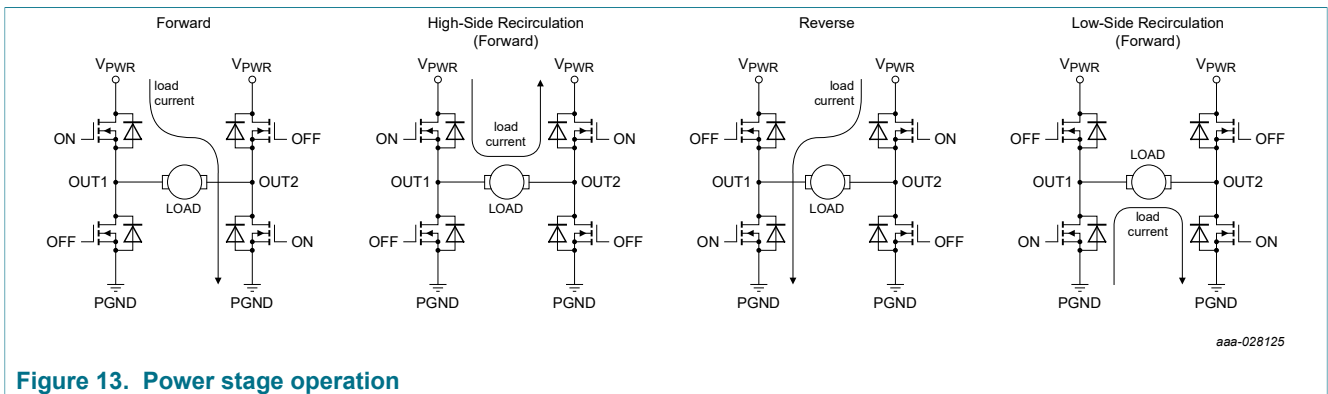 Forward
VPWR
VPWR
load
current
ON
OFF
OUT1
OUT2
LOAD
OFF
ON
PGND
PGND
High-Side Recirculation
(Forward)
VPWR
VPWR
load
current
ON
ON
OUT1
OUT2
LOAD
OFF
OFF
PGND
PGND
Reverse
VPWR
VPWR
load
current
OFF
ON
OUT1
OUT2
LOAD
ON
OFF
PGND
PGND
Low-Side Recirculation
(Forward)
VPWR
VPWR
OFF
OFF
LOAD
OUT1
OUT2
load
current
ON
ON
PGND
PGND
aaa-028125
Figure 13. Power stage operation